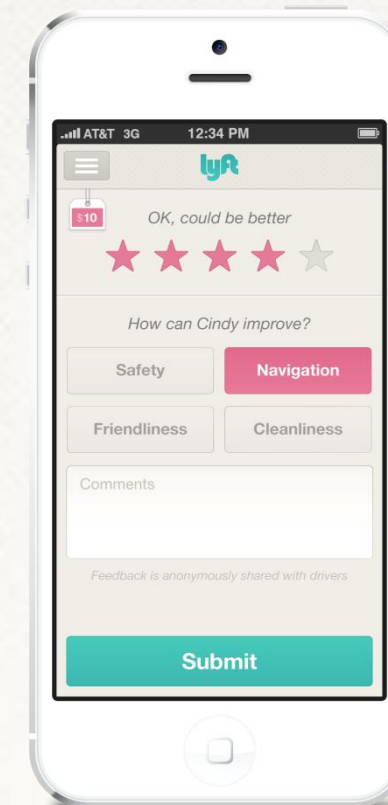 AT&T 3G 12:34 PM
lyft
$10
OK, could be better
How can Cindy improve?
Safety Navigation
Friendliness Cleanliness
Comments
Feedback is anonymously shared with drivers
Submit